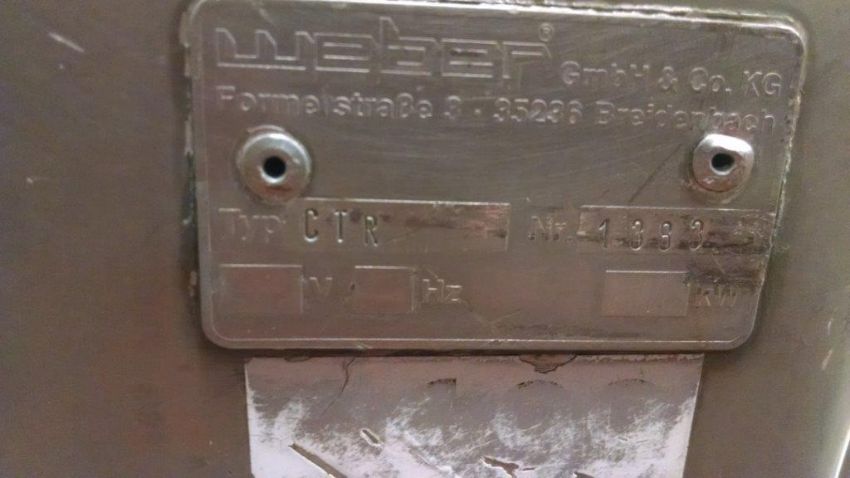 weber® GmbH & Co. KG
Formelstraße 3 · 35236 Breidenbach
Typ CTR Nr. 1383
V Hz kW